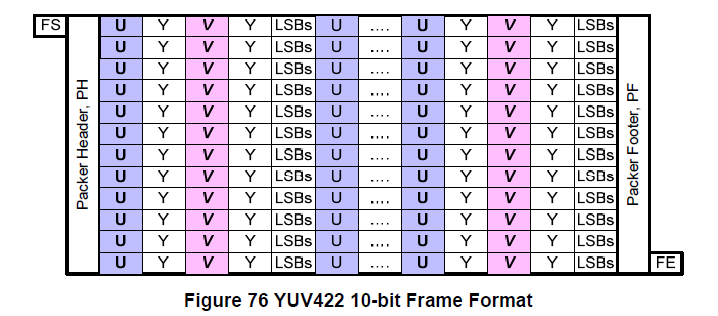 FS U Y V Y LSBs U .... U Y V Y LSBs
U Y V Y LSBs U .... U Y V Y LSBs
U Y V Y LSBs U .... U Y V Y LSBs
U Y V Y LSBs U .... U Y V Y LSBs
U Y V Y LSBs U .... U Y V Y LSBs
U Y V Y LSBs U .... U Y V Y LSBs
U Y V Y LSBs U .... U Y V Y LSBs
U Y V Y LSBs U .... U Y V Y LSBs
U Y V Y LSBs U .... U Y V Y LSBs
U Y V Y LSBs U .... U Y V Y LSBs
U Y V Y LSBs U .... U Y V Y LSBs
U Y V Y LSBs U .... U Y V Y LSBs FE
Packer Header, PH
Packer Footer, PF
Figure 76 YUV422 10-bit Frame Format